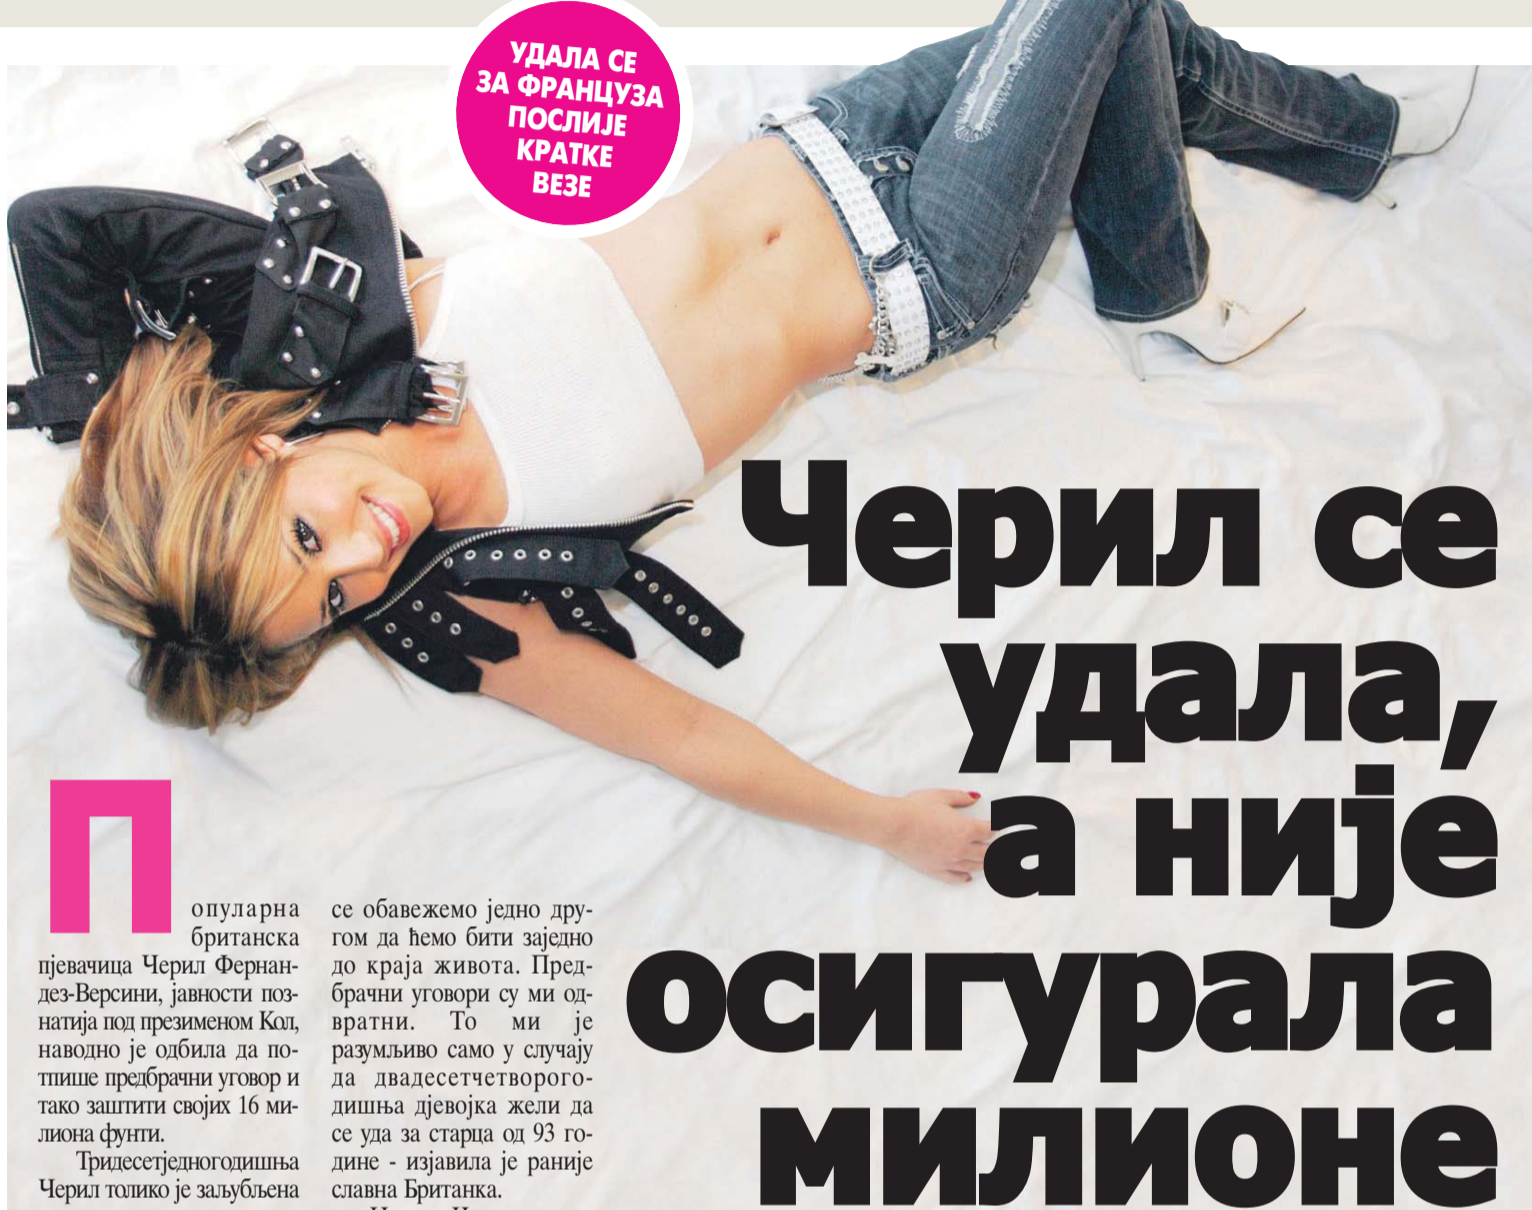 УДАЛА СЕ
ЗА ФРАНЦУЗА
ПОСЛИЈЕ
КРАТКЕ
ВЕЗЕ
Черил се
удала,
а није
осигурала
милионе
Популарна
британска
пјевачица Черил Фернан-
дез-Версини, јавности поз-
натија под презименом Кол,
наводно је одбила да по-
тпише предбрачни уговор и
тако заштити својих 16 ми-
лиона фунти.
Тридесетједногодишња
Черил толико је заљубљена
се обавежемо једно дру-
гом да ћемо бити заједно
до краја живота. Пред-
брачни уговори су ми од-
вратни. То ми је
разумљиво само у случају
да двадесетчетворого-
дишња дјевојка жели да
се уда за старца од 93 го-
дине - изјавила је раније
славна Британка.